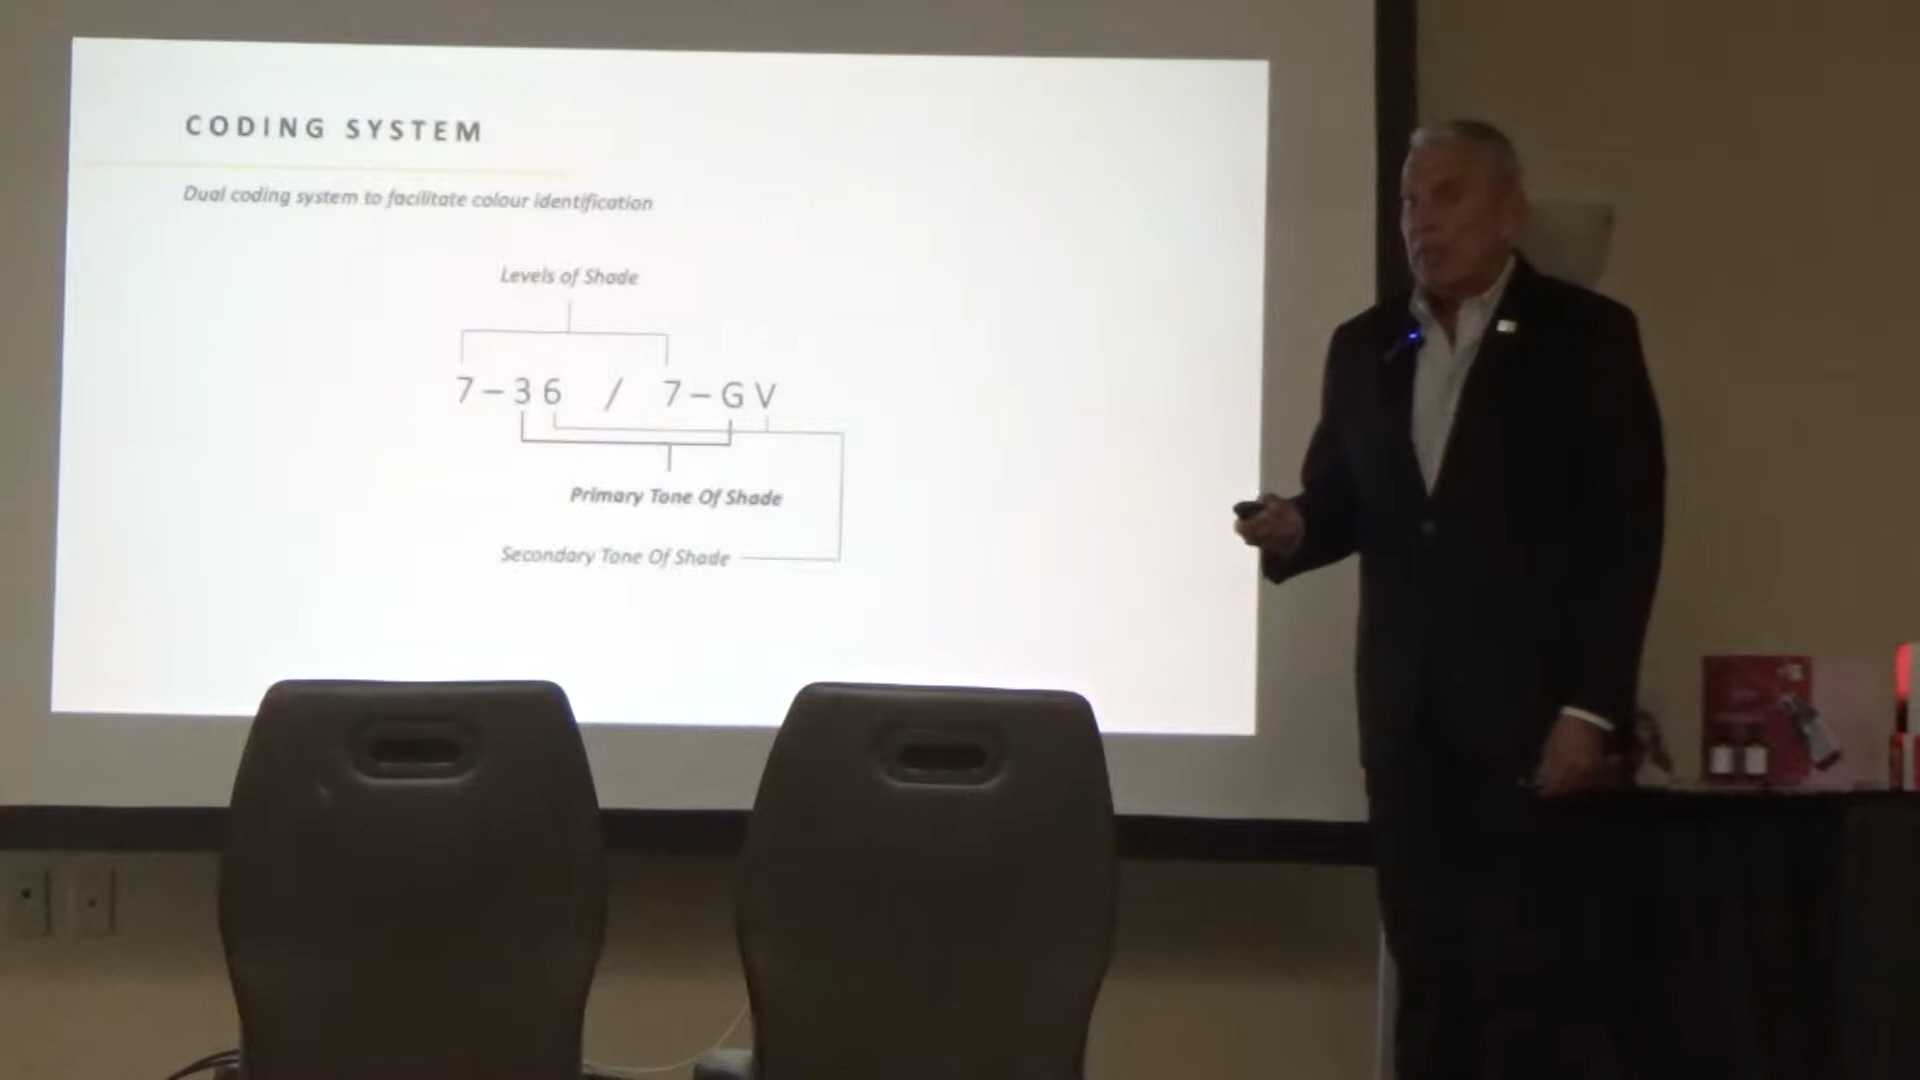 CODING SYSTEM
Dual coding system to facilitate colour identification
Levels of Shade
7-36 / 7-GV
Primary Tone Of Shade
Secondary Tone Of Shade